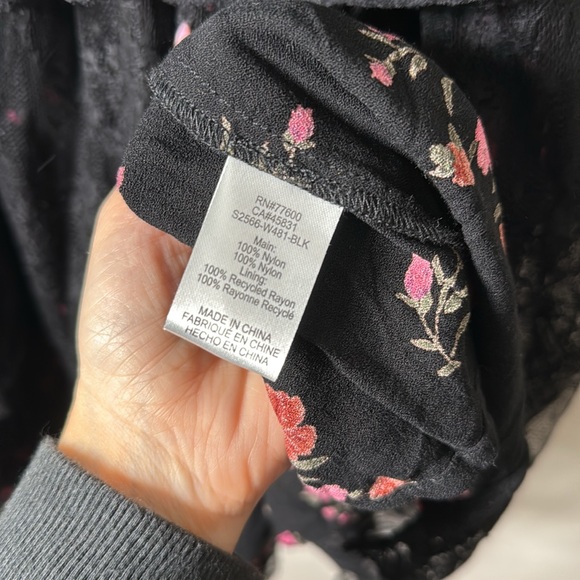 RN#77600
CA#45831
S2566-W481-BLK
Main:
100% Nylon
100% Nylon
Lining:
100% Recycled Rayon
100% Rayonne Recyclé
MADE IN CHINA
FABRIQUÉ EN CHINE
HECHO EN CHINA